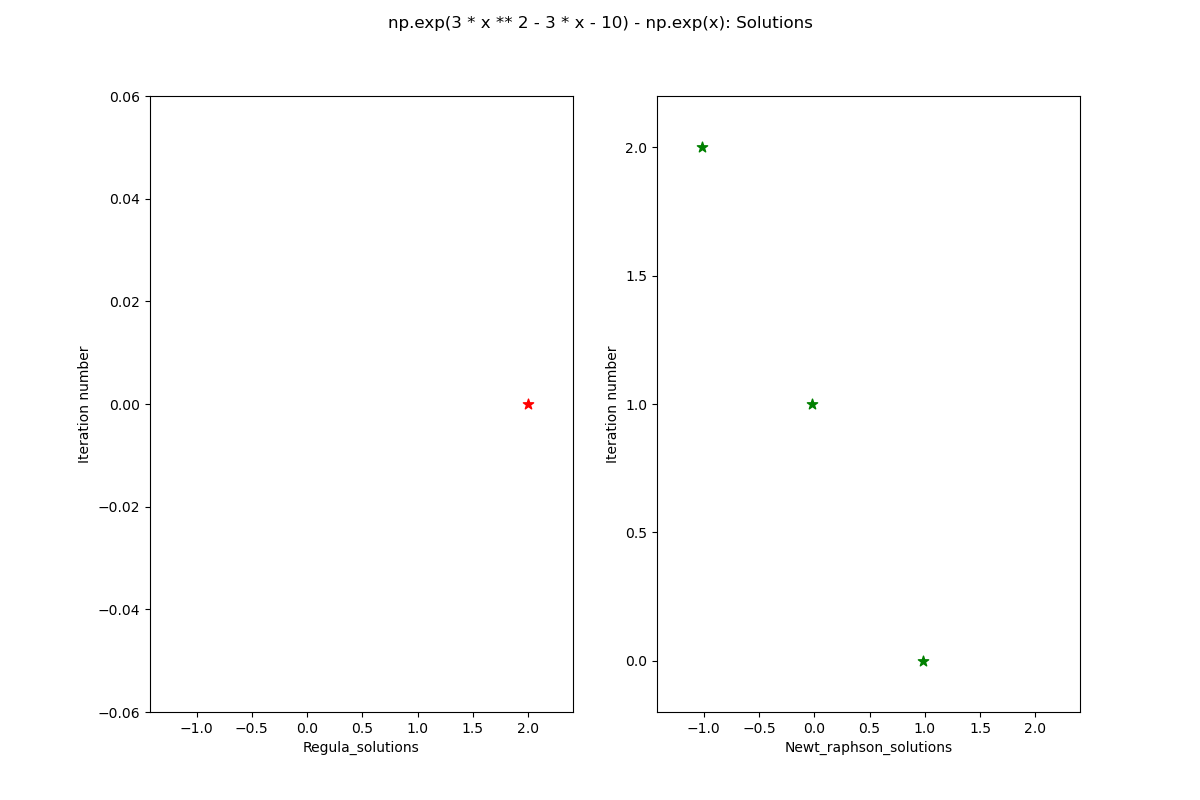 np.exp(3 * x ** 2 - 3 * x - 10) - np.exp(x): Solutions
0.06
0.04
0.02
0.00
−0.02
−0.04
−0.06
Iteration number
−1.0 −0.5 0.0 0.5 1.0 1.5 2.0
Regula_solutions
2.0
1.5
1.0
0.5
0.0
Iteration number
−1.0 −0.5 0.0 0.5 1.0 1.5 2.0
Newt_raphson_solutions